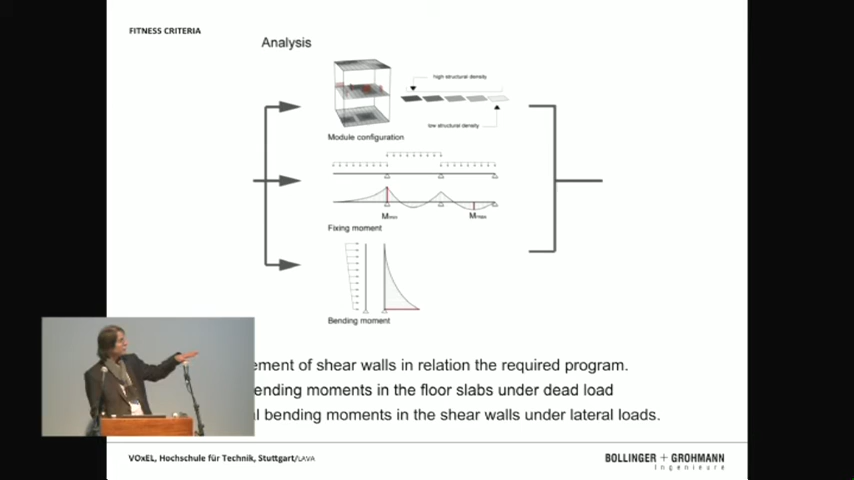 FITNESS CRITERIA
Analysis
high structural density
low structural density
Module configuration
Fixing moment
Bending moment
ement of shear walls in relation the required program.
ending moments in the floor slabs under dead load
l bending moments in the shear walls under lateral loads.
VOxEL, Hochschule für Technik, Stuttgart/LAVA
BOLLINGER + GROHMANN
Ingenieure